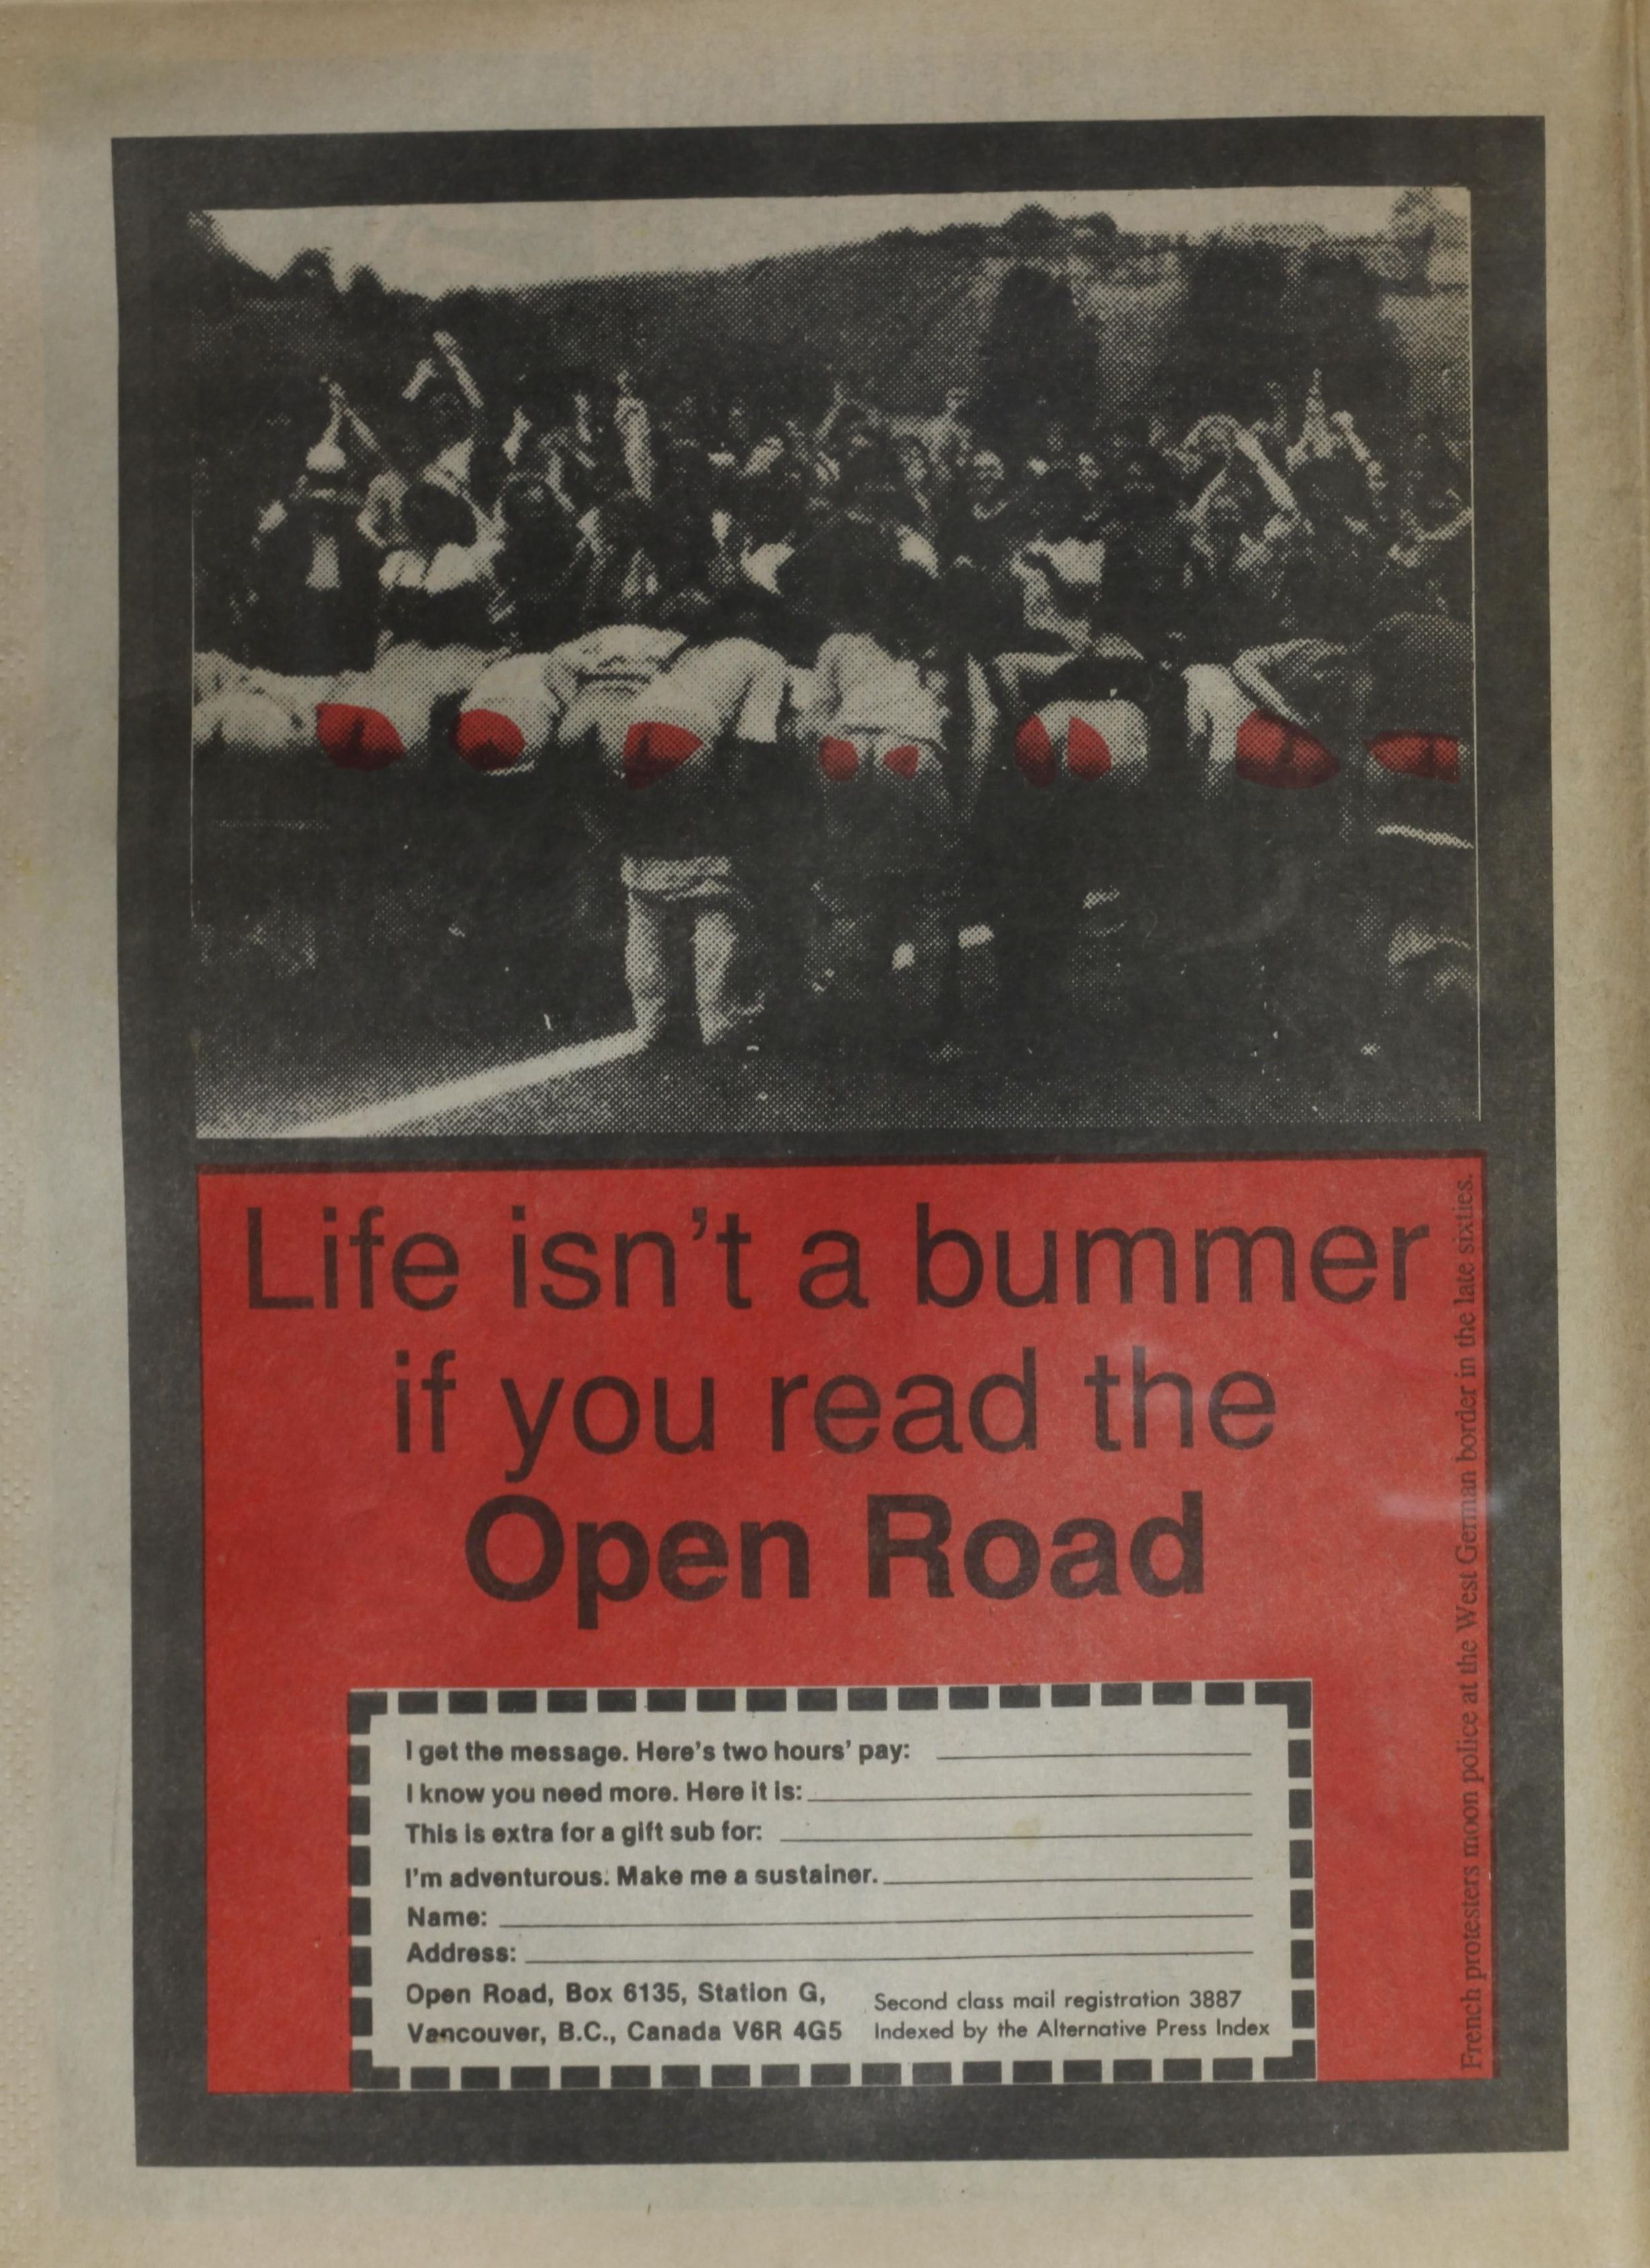 Life isn't a bummer
if you read the
Open Road
French protesters moon police at the West German border in the late sixties.
I get the message. Here's two hours' pay:
I know you need more. Here it is:
This is extra for a gift sub for:
I'm adventurous. Make me a sustainer.
Name:
Address:
Open Road, Box 6135, Station G,
Vancouver, B.C., Canada V6R 4G5
Second class mail registration 3887
Indexed by the Alternative Press Index